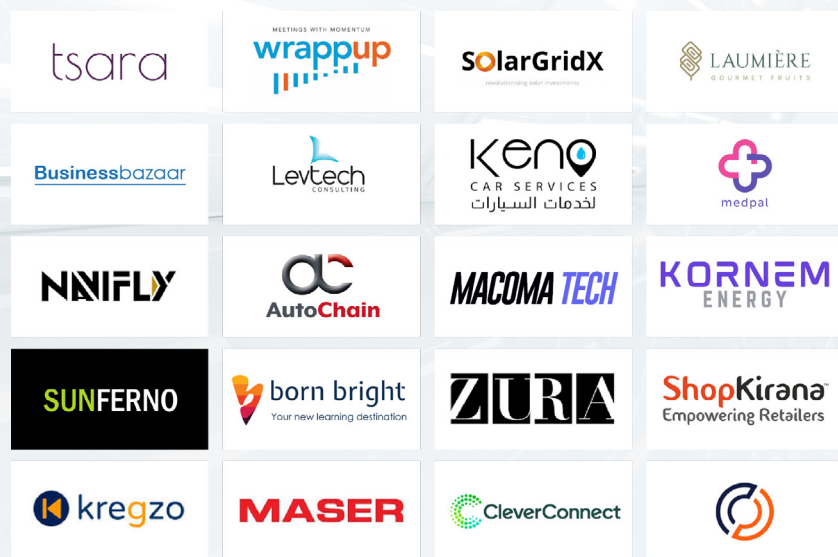 tsara
MEETINGS WITH MOMENTUM
wrappup
SolarGridX
revolutionising solar investments
LAUMIÈRE
GOURMET FRUITS
Businessbazaar
Levtech
CONSULTING
keno
CAR SERVICES
لخدمات السيارات
medpal
NAVIFLY
AutoChain
MACOMA TECH
KORNEM
ENERGY
SUNFERNO
born bright
Your new learning destination
ZURA
ShopKirana™
Empowering Retailers
kregzo
MASER
CleverConnect